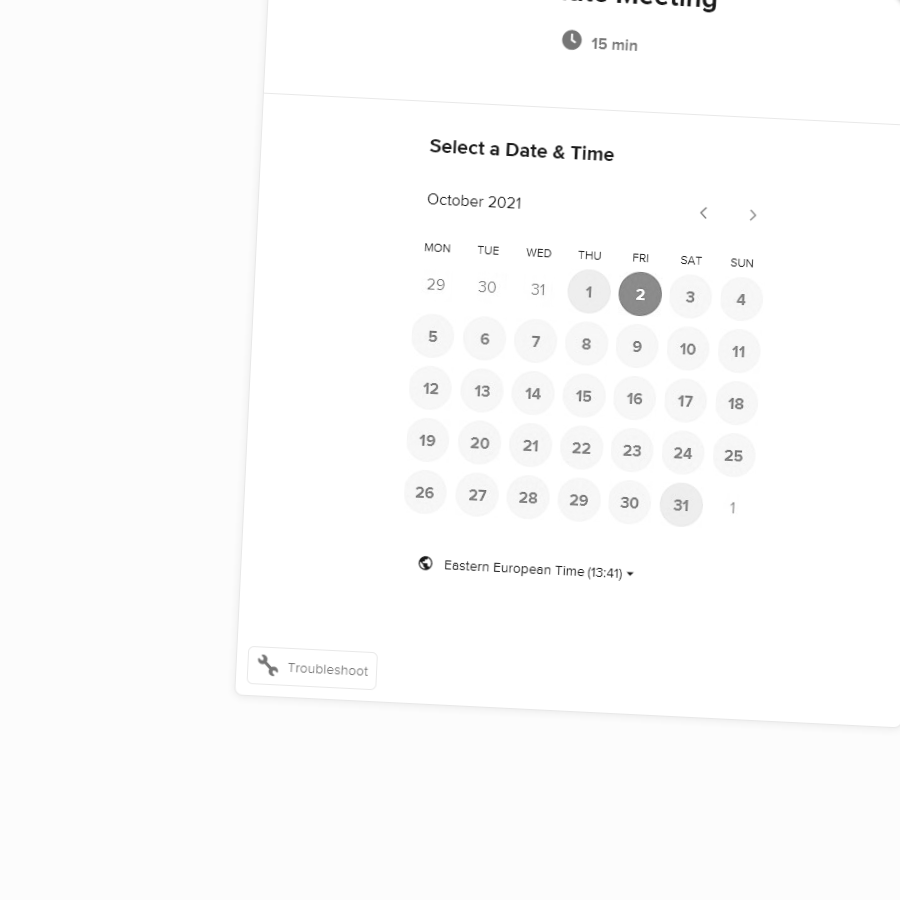 Meeting
15 min
Select a Date & Time
October 2021
MON TUE WED THU FRI SAT SUN
29 30 31 1 2 3 4
5 6 7 8 9 10 11
12 13 14 15 16 17 18
19 20 21 22 23 24 25
26 27 28 29 30 31 1
Eastern European Time (13:41)
Troubleshoot